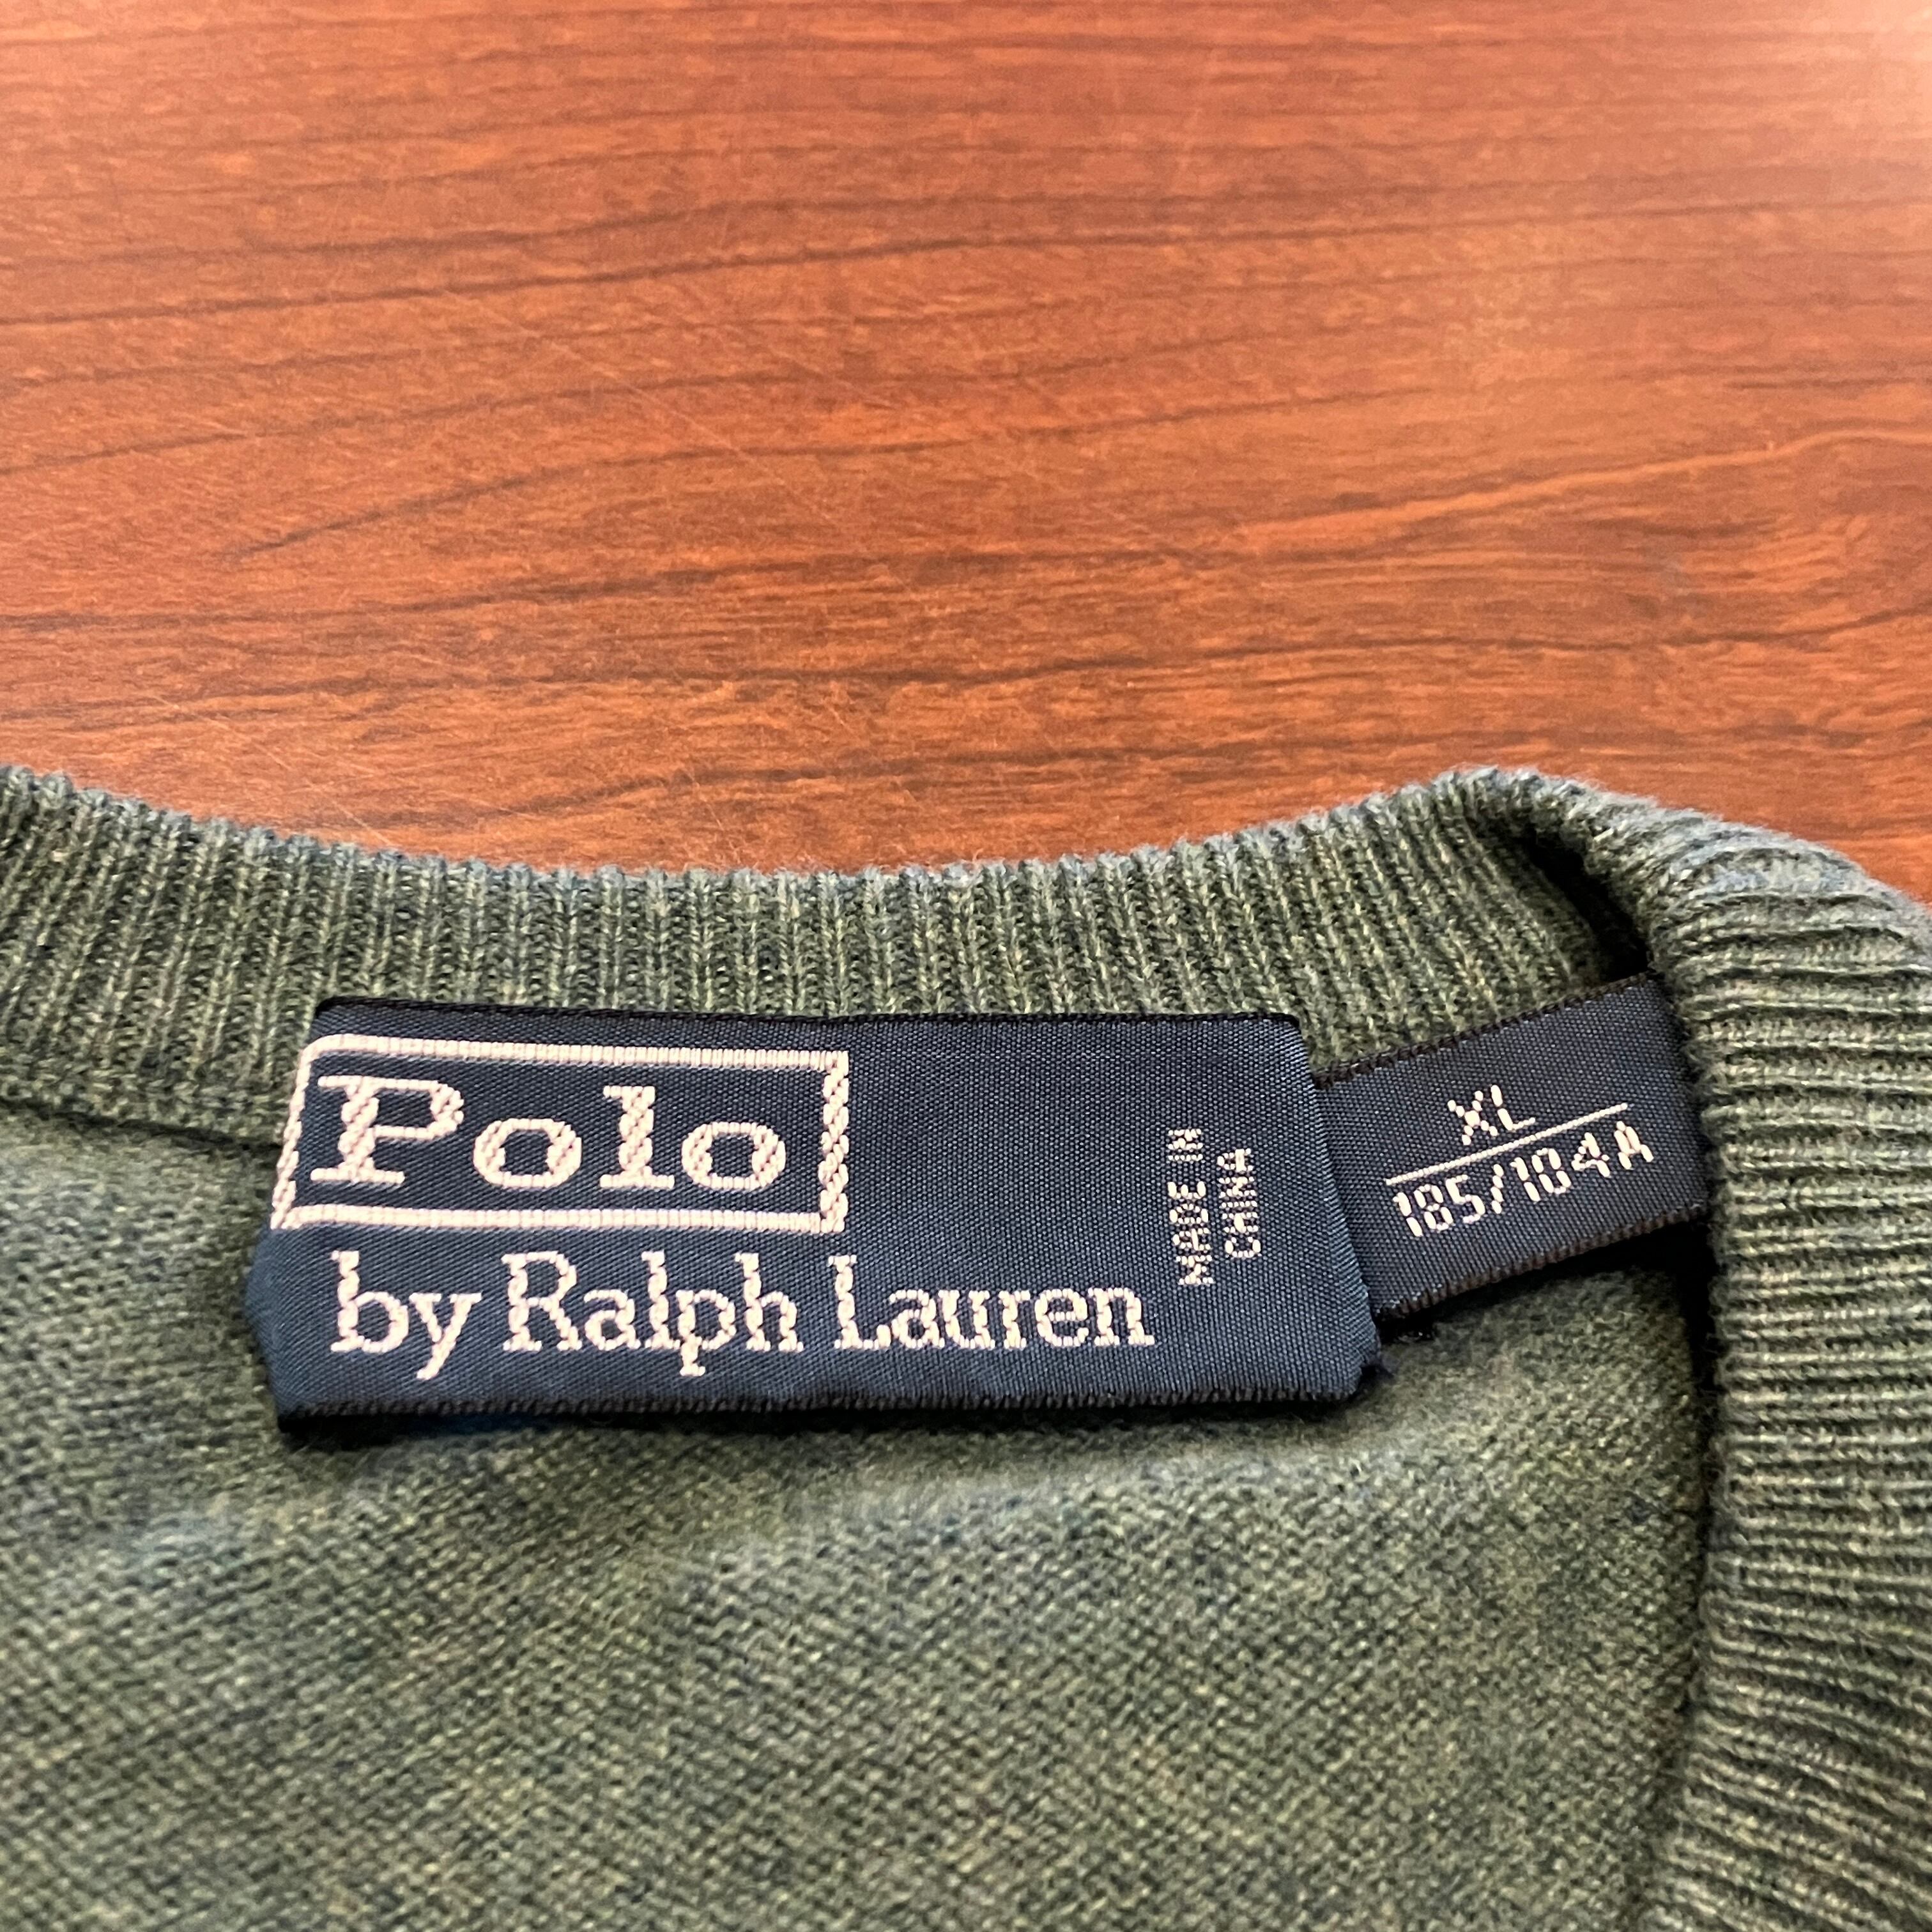 Polo
by Ralph Lauren
MADE IN
CHINA
XL
185/104A